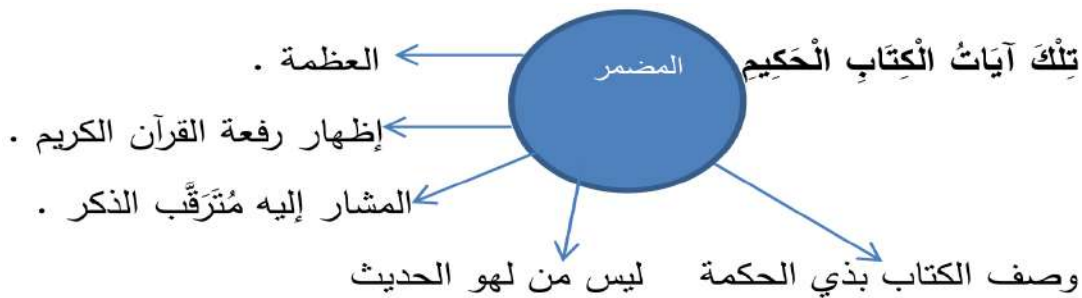 تِلْكَ آيَاتُ الْكِتَابِ الْحَكِيمِ
المضمر
العظمة .
إظهار رفعة القرآن الكريم .
المشار إليه مُتَرَقَّب الذكر .
وصف الكتاب بذي الحكمة
ليس من لهو الحديث